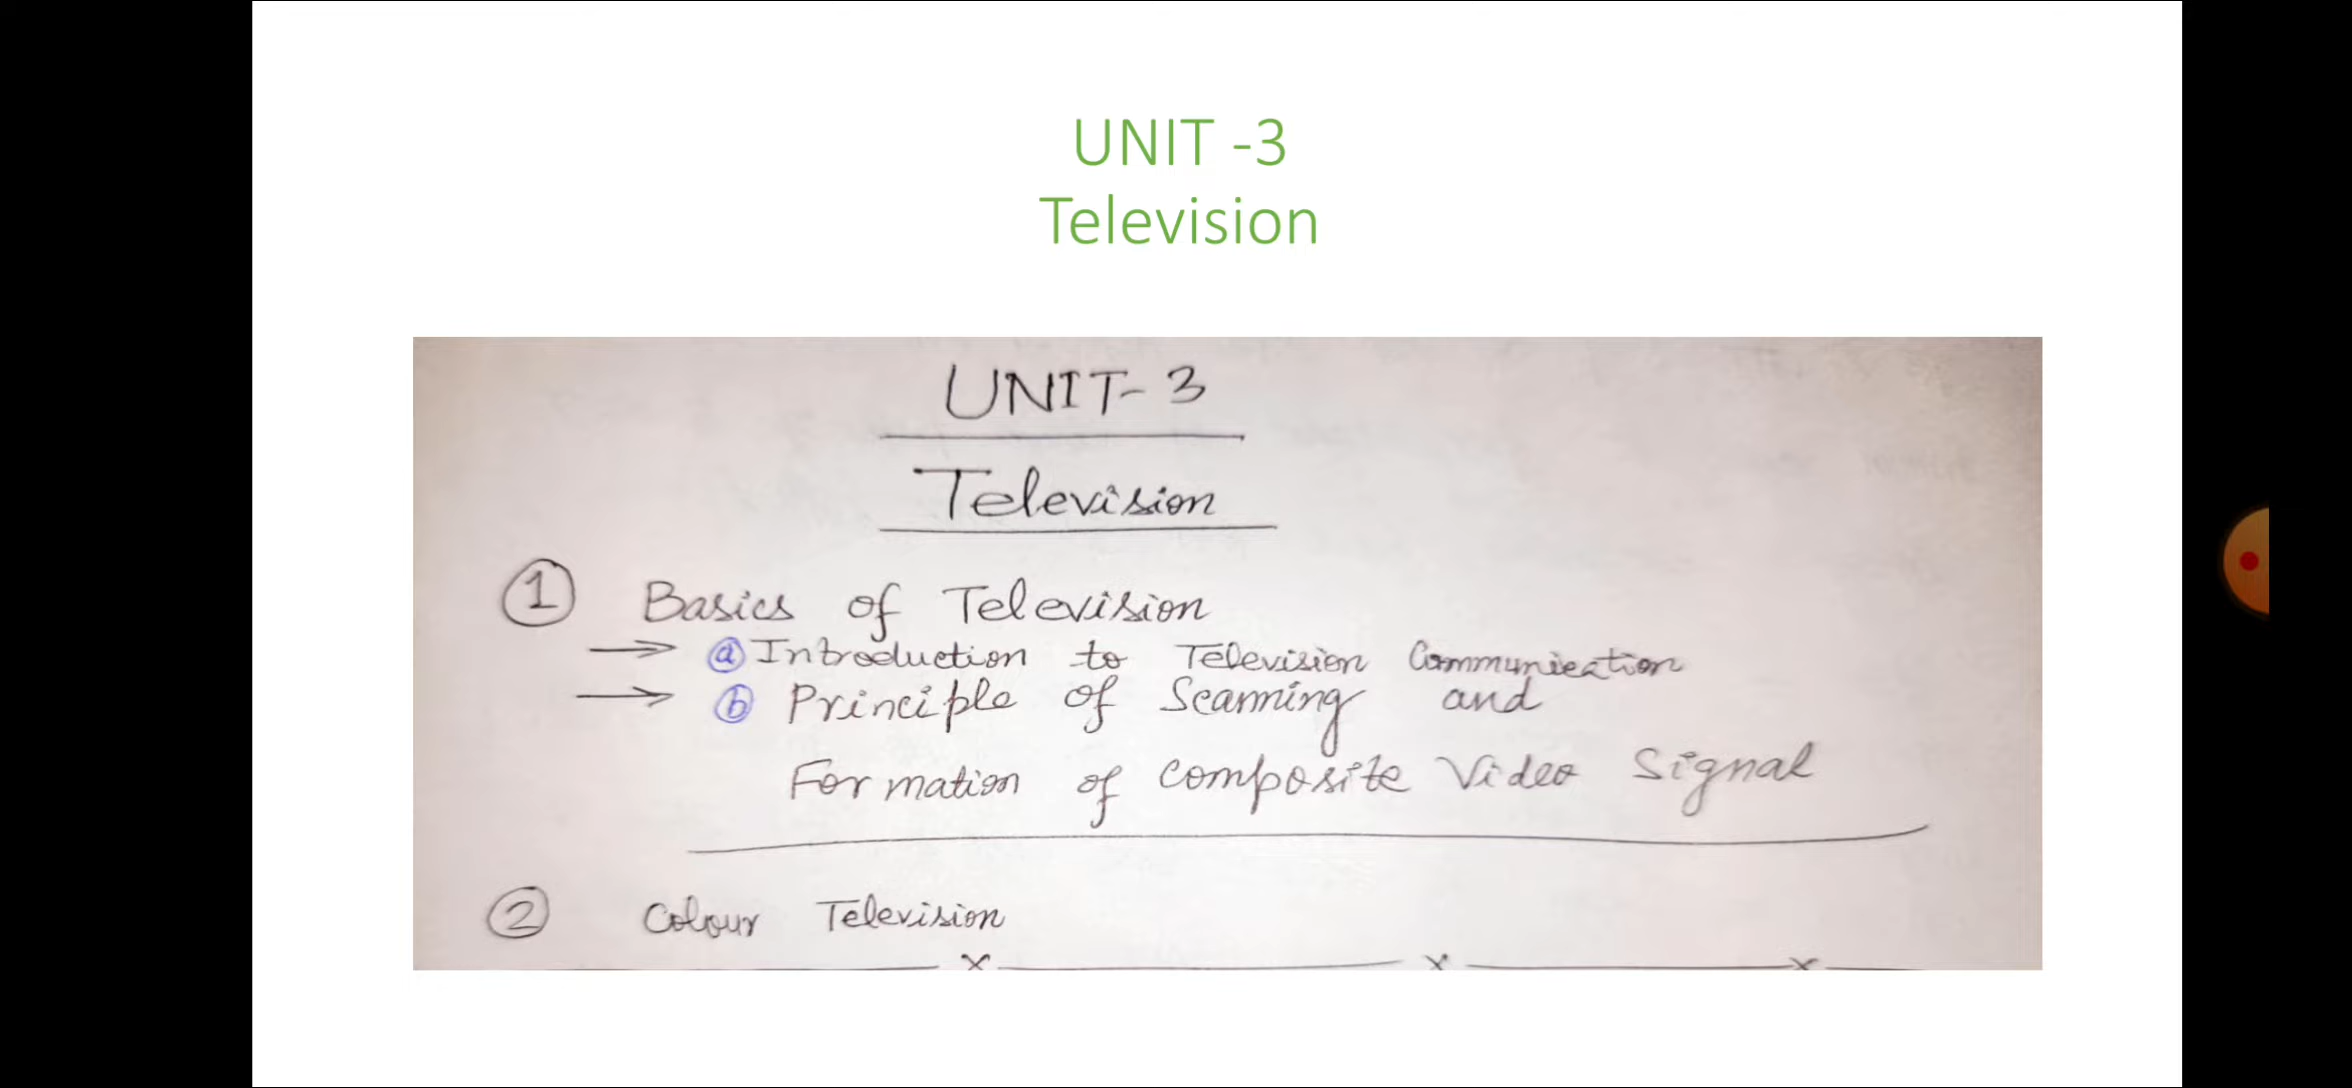 UNIT -3
Television
UNIT- 3
Television
① Basics of Television
→ ⓐ Introduction to Television Communication
→ ⓑ Principle of Scanning and
Formation of composite Video Signal
② Colour Television